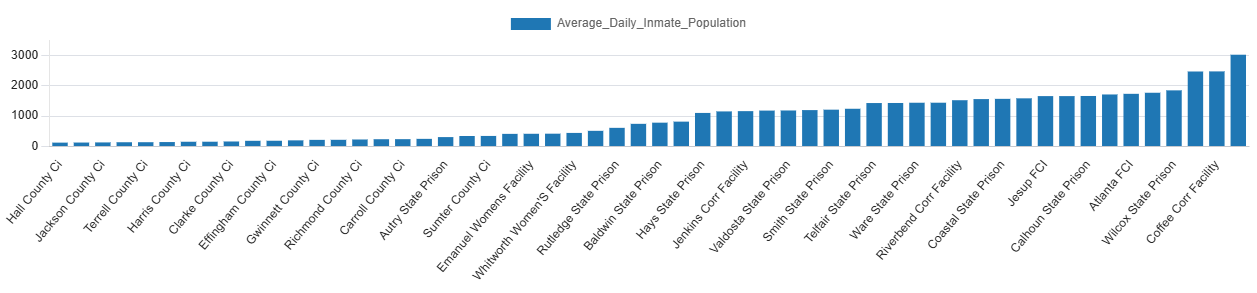 Average_Daily_Inmate_Population
3000
2000
1000
0
Hall County Ci
Jackson County Ci
Terrell County Ci
Harris County Ci
Clarke County Ci
Effingham County Ci
Gwinnett County Ci
Richmond County Ci
Carroll County Ci
Autry State Prison
Sumter County Ci
Emanuel Womens Facility
Whitworth Women'S Facility
Rutledge State Prison
Baldwin State Prison
Hays State Prison
Jenkins Corr Facility
Valdosta State Prison
Smith State Prison
Telfair State Prison
Ware State Prison
Riverbend Corr Facility
Coastal State Prison
Jesup FCI
Calhoun State Prison
Atlanta FCI
Wilcox State Prison
Coffee Corr Facility